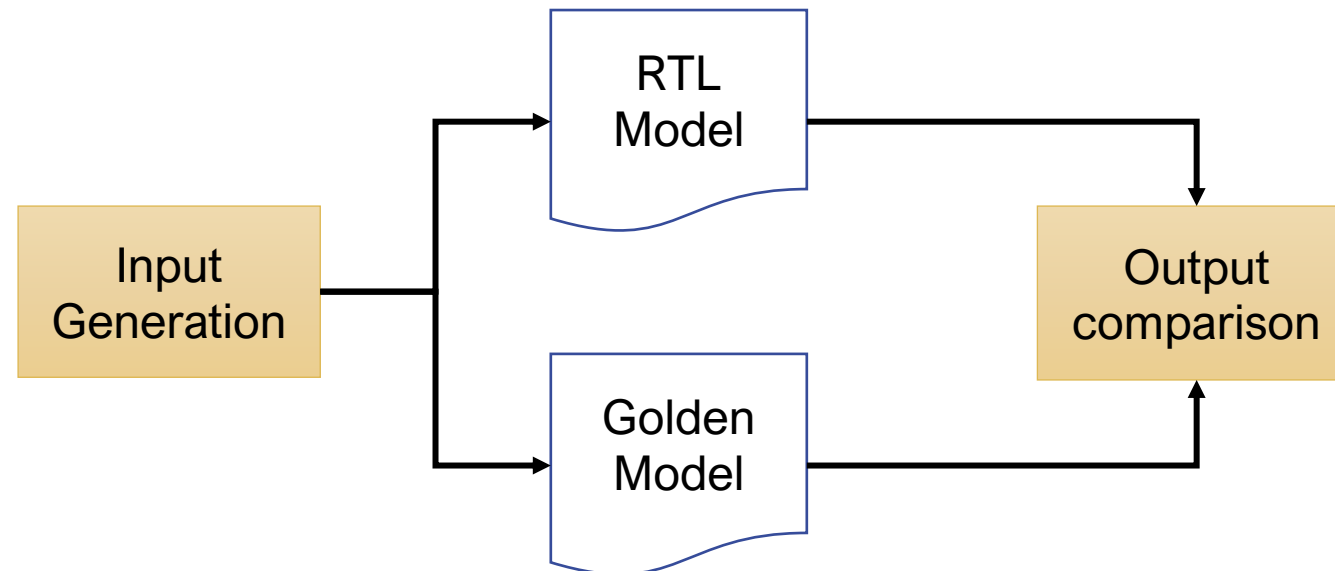 RTL
Model
Input
Generation
Output
comparison
Golden
Model